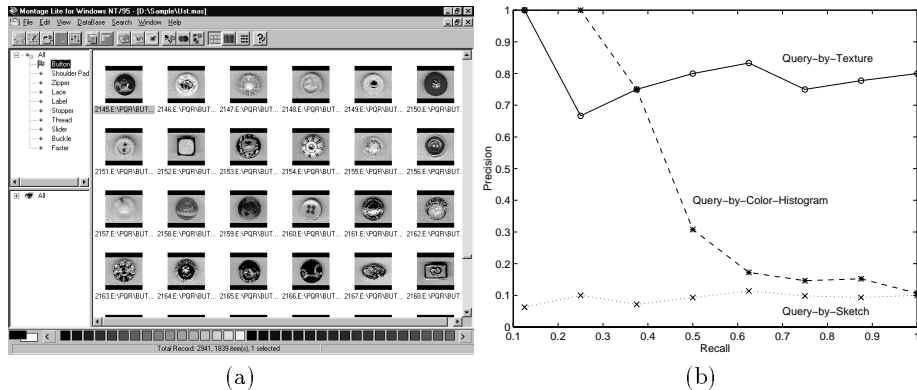 Montage Lite for Windows NT/95 - [D:\Sample\Ust.mas]
File Edit View DataBase Search Window Help
All
Button
Shoulder Pad
Zipper
Lace
Label
Stopper
Thread
Slider
Buckle
Faster
All
2145.E:\PQR\BUT... 2146.E:\PQR\BUT... 2147.E:\PQR\BUT... 2148.E:\PQR\BUT... 2149.E:\PQR\BUT... 2150.E:\PQR\BUT...
2151.E:\PQR\BUT... 2152.E:\PQR\BUT... 2153.E:\PQR\BUT... 2154.E:\PQR\BUT... 2155.E:\PQR\BUT... 2156.E:\PQR\BUT...
2157.E:\PQR\BUT... 2158.E:\PQR\BUT... 2159.E:\PQR\BUT... 2160.E:\PQR\BUT... 2161.E:\PQR\BUT... 2162.E:\PQR\BUT...
2163.E:\PQR\BUT... 2164.E:\PQR\BUT... 2165.E:\PQR\BUT... 2166.E:\PQR\BUT... 2167.E:\PQR\BUT... 2168.E:\PQR\BUT...
Total Record: 2941, 1839 item(s), 1 selected
(a)
1
0.9
0.8
0.7
0.6
0.5
0.4
0.3
0.2
0.1
0
Precision
Query-by-Texture
Query-by-Color-Histogram
Query-by-Sketch
0.1 0.2 0.3 0.4 0.5 0.6 0.7 0.8 0.9 1
Recall
(b)